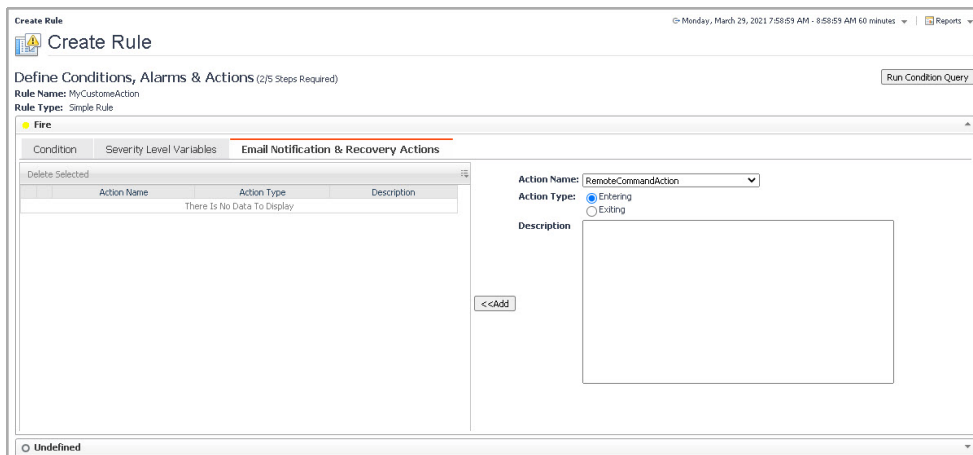 Create Rule
Monday, March 29, 2021 7:58:59 AM - 8:58:59 AM 60 minutes
Reports
Create Rule
Define Conditions, Alarms & Actions (2/5 Steps Required)
Run Condition Query
Rule Name: MyCustomeAction
Rule Type: Simple Rule
Fire
Condition
Severity Level Variables
Email Notification & Recovery Actions
Delete Selected
Action Name
Action Type
Description
There Is No Data To Display
Action Name: RemoteCommandAction
Action Type: Entering
Exiting
Description
<<Add
Undefined